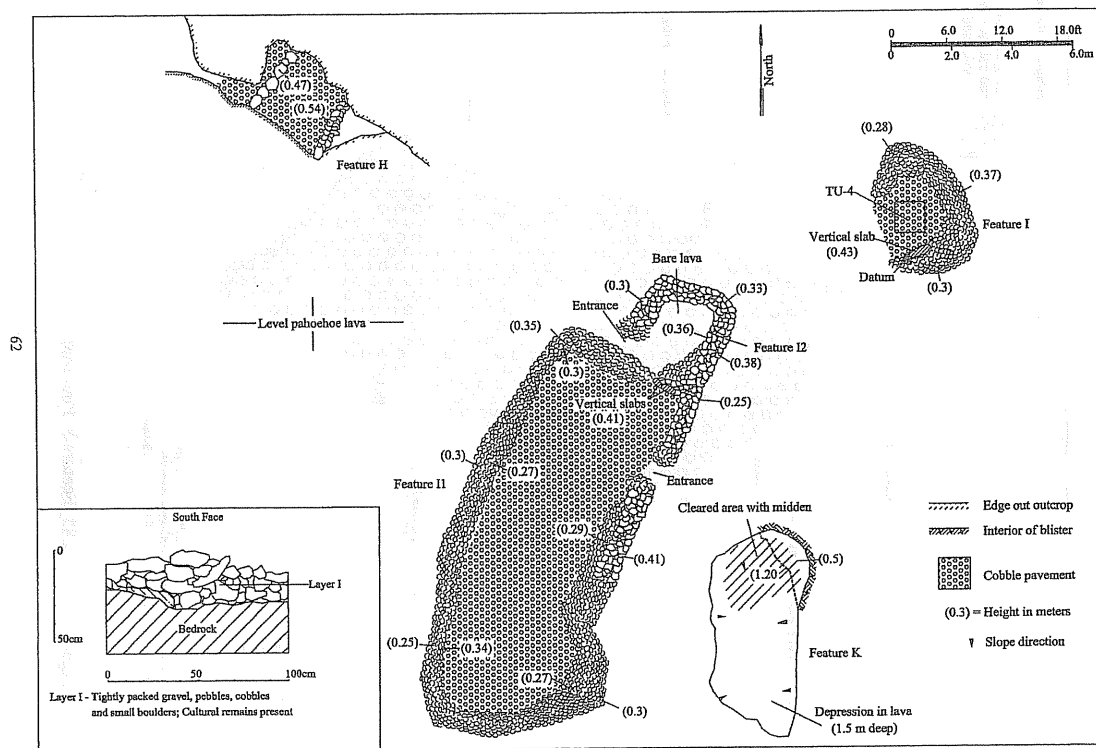 0 6.0 12.0 18.0ft
0 2.0 4.0 6.0m
North
(0.47)
(0.54)
Feature H
(0.28)
(0.37)
TU-4
Feature I
Vertical slab
(0.43)
Datum
(0.3)
Bare lava
(0.3)
(0.33)
Entrance
Level pahoehoe lava
(0.35)
(0.36)
Feature I2
(0.38)
(0.3)
(0.25)
Vertical slabs
(0.41)
(0.3)
(0.27)
Feature I1
Entrance
(0.29)
(0.41)
(0.25)
(0.34)
(0.27)
(0.3)
Cleared area with midden
(0.5)
(1.20
Feature K
Depression in lava
(1.5 m deep)
Edge out outcrop
Interior of blister
Cobble pavement
(0.3) = Height in meters
Slope direction
South Face
0
Layer I
Bedrock
50cm
0 50 100cm
Layer I - Tightly packed gravel, pebbles, cobbles
and small boulders; Cultural remains present
62